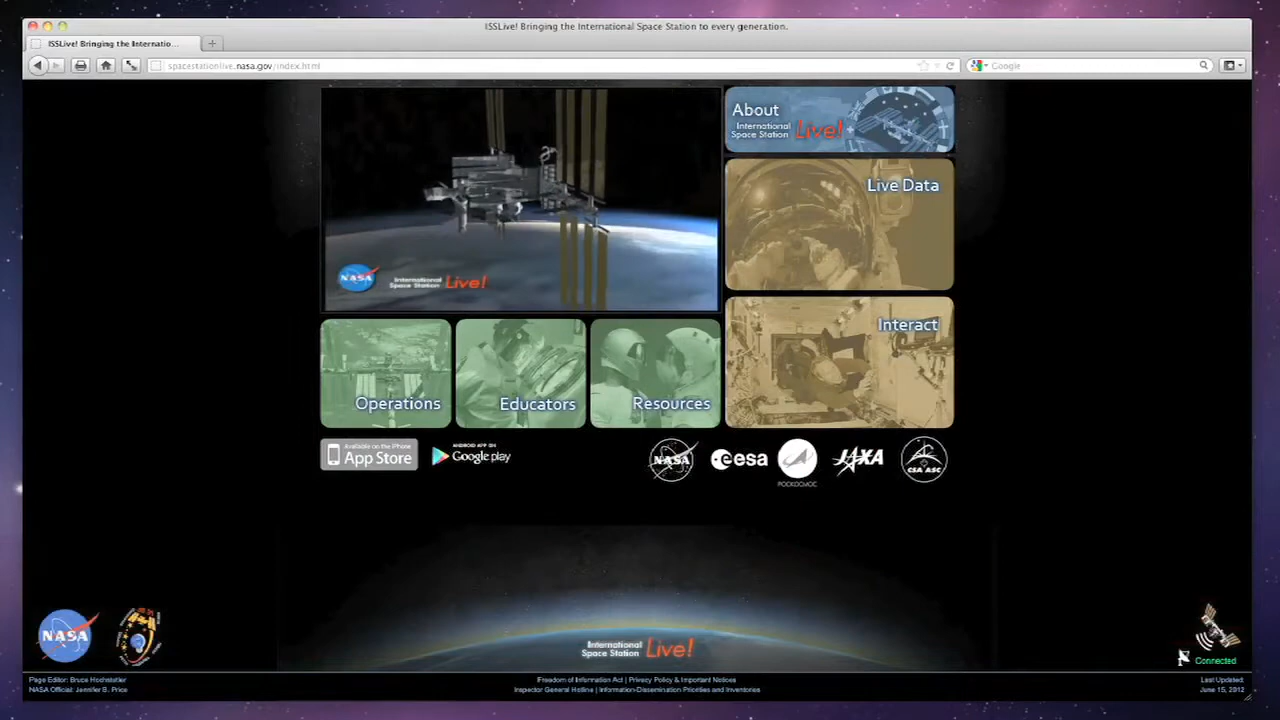 ISSLive! Bringing the International Space Station to every generation.
ISSLive! Bringing the Internatio...
spacestationlive.nasa.gov/index.html
Google
About
International
Space Station Live!
Live Data
NASA
International
Space Station Live!
Interact
Operations
Educators
Resources
Available on the iPhone
App Store
ANDROID APP ON
Google play
NASA
esa
РОСКОСМОС
JAXA
CSA ASC
NASA
International
Space Station Live!
Connected
Page Editor: Bruce Hochstetler
NASA Official: Jennifer B. Price
Freedom of Information Act | Privacy Policy & Important Notices
Inspector General Hotline | Information-Dissemination Priorities and Inventories
Last Updated:
June 15, 2012